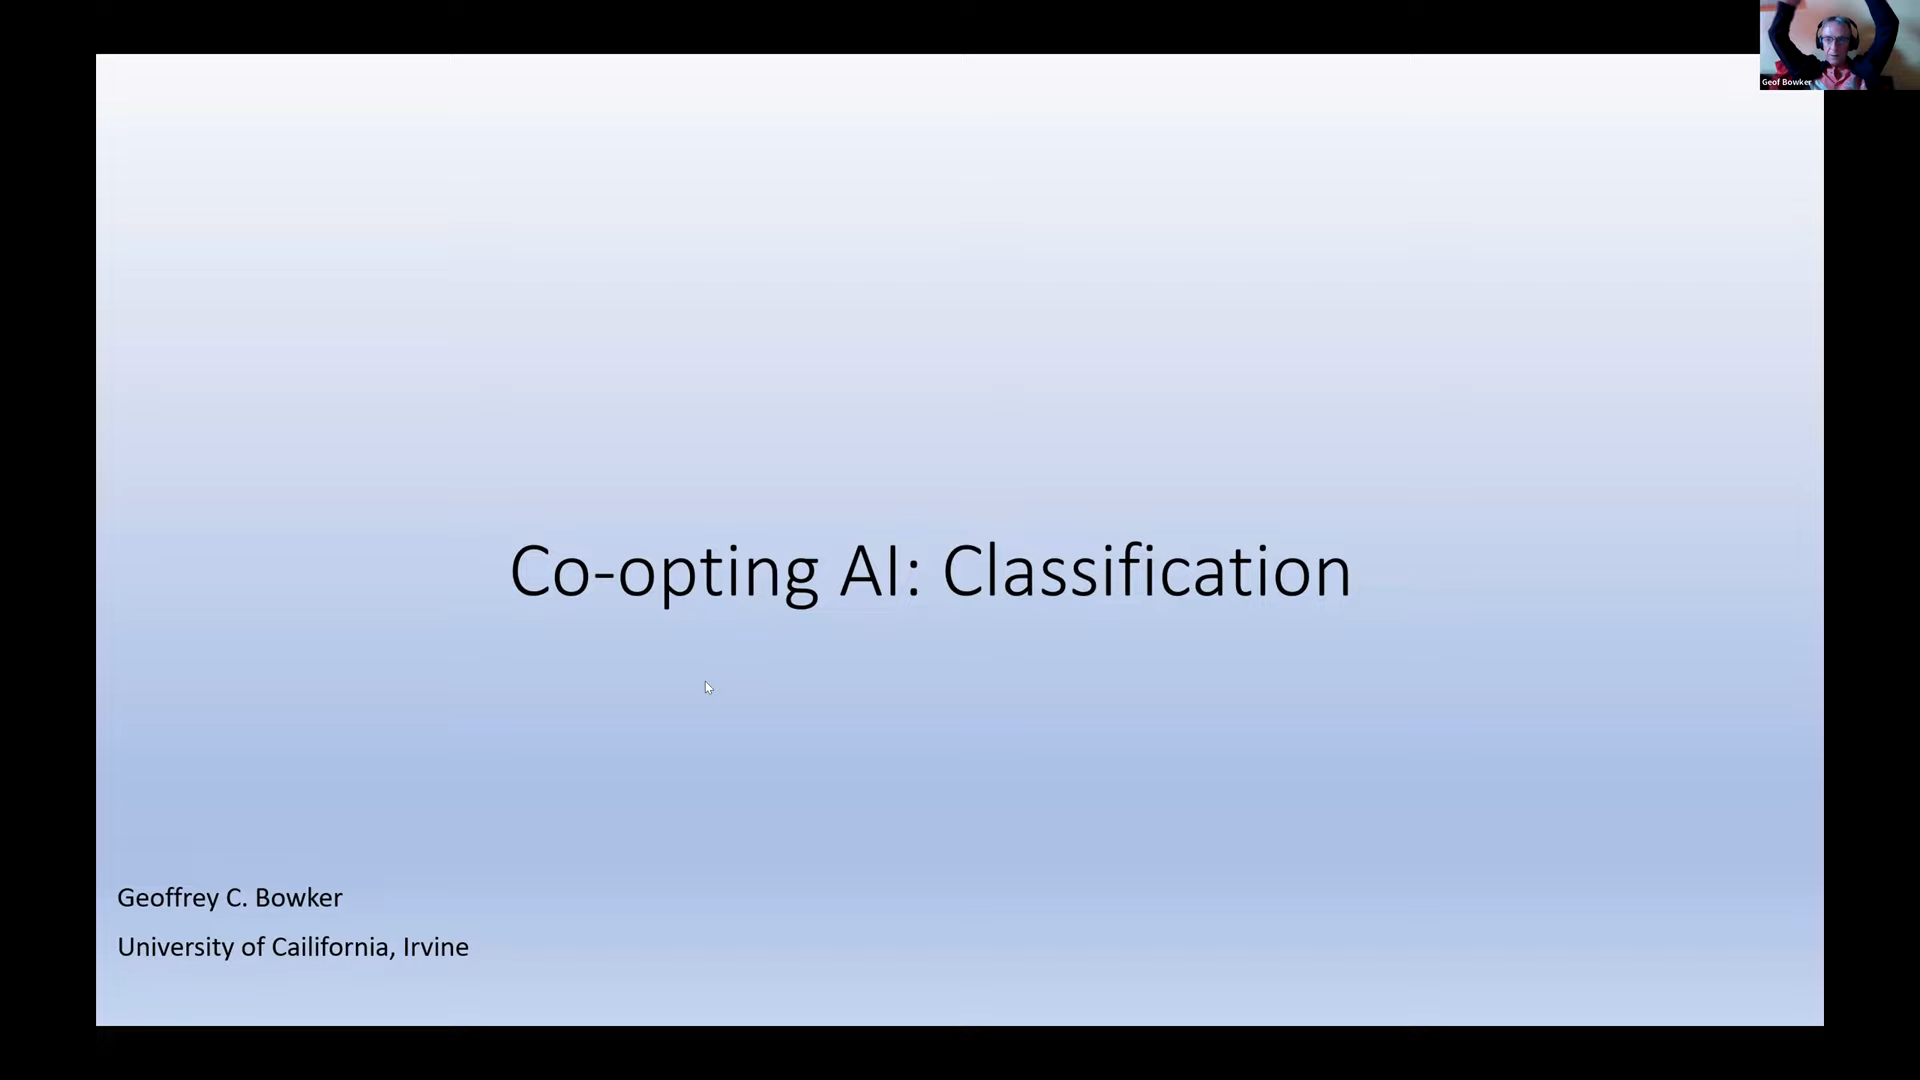 Geof Bowker
Co-opting AI: Classification
Geoffrey C. Bowker
University of Cailifornia, Irvine